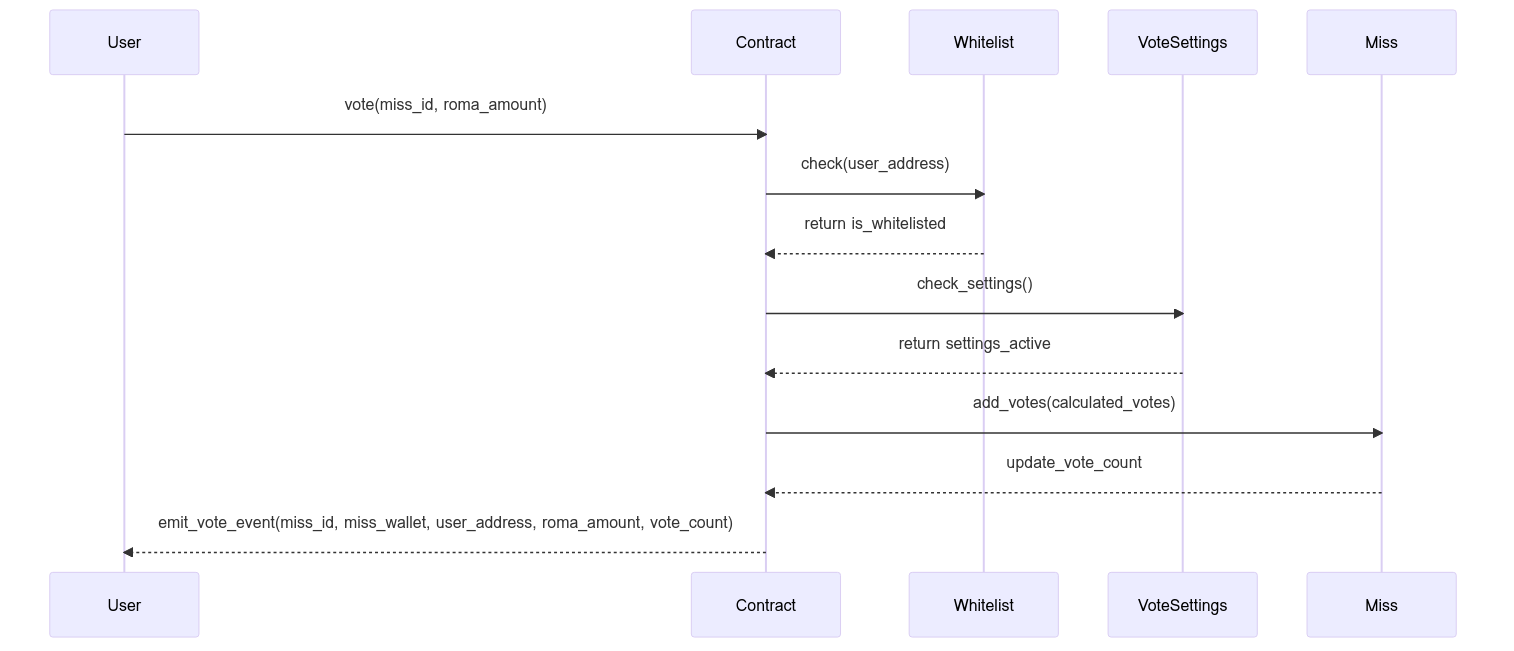 User
Contract
Whitelist
VoteSettings
Miss
vote(miss_id, roma_amount)
check(user_address)
return is_whitelisted
check_settings()
return settings_active
add_votes(calculated_votes)
update_vote_count
emit_vote_event(miss_id, miss_wallet, user_address, roma_amount, vote_count)
User
Contract
Whitelist
VoteSettings
Miss